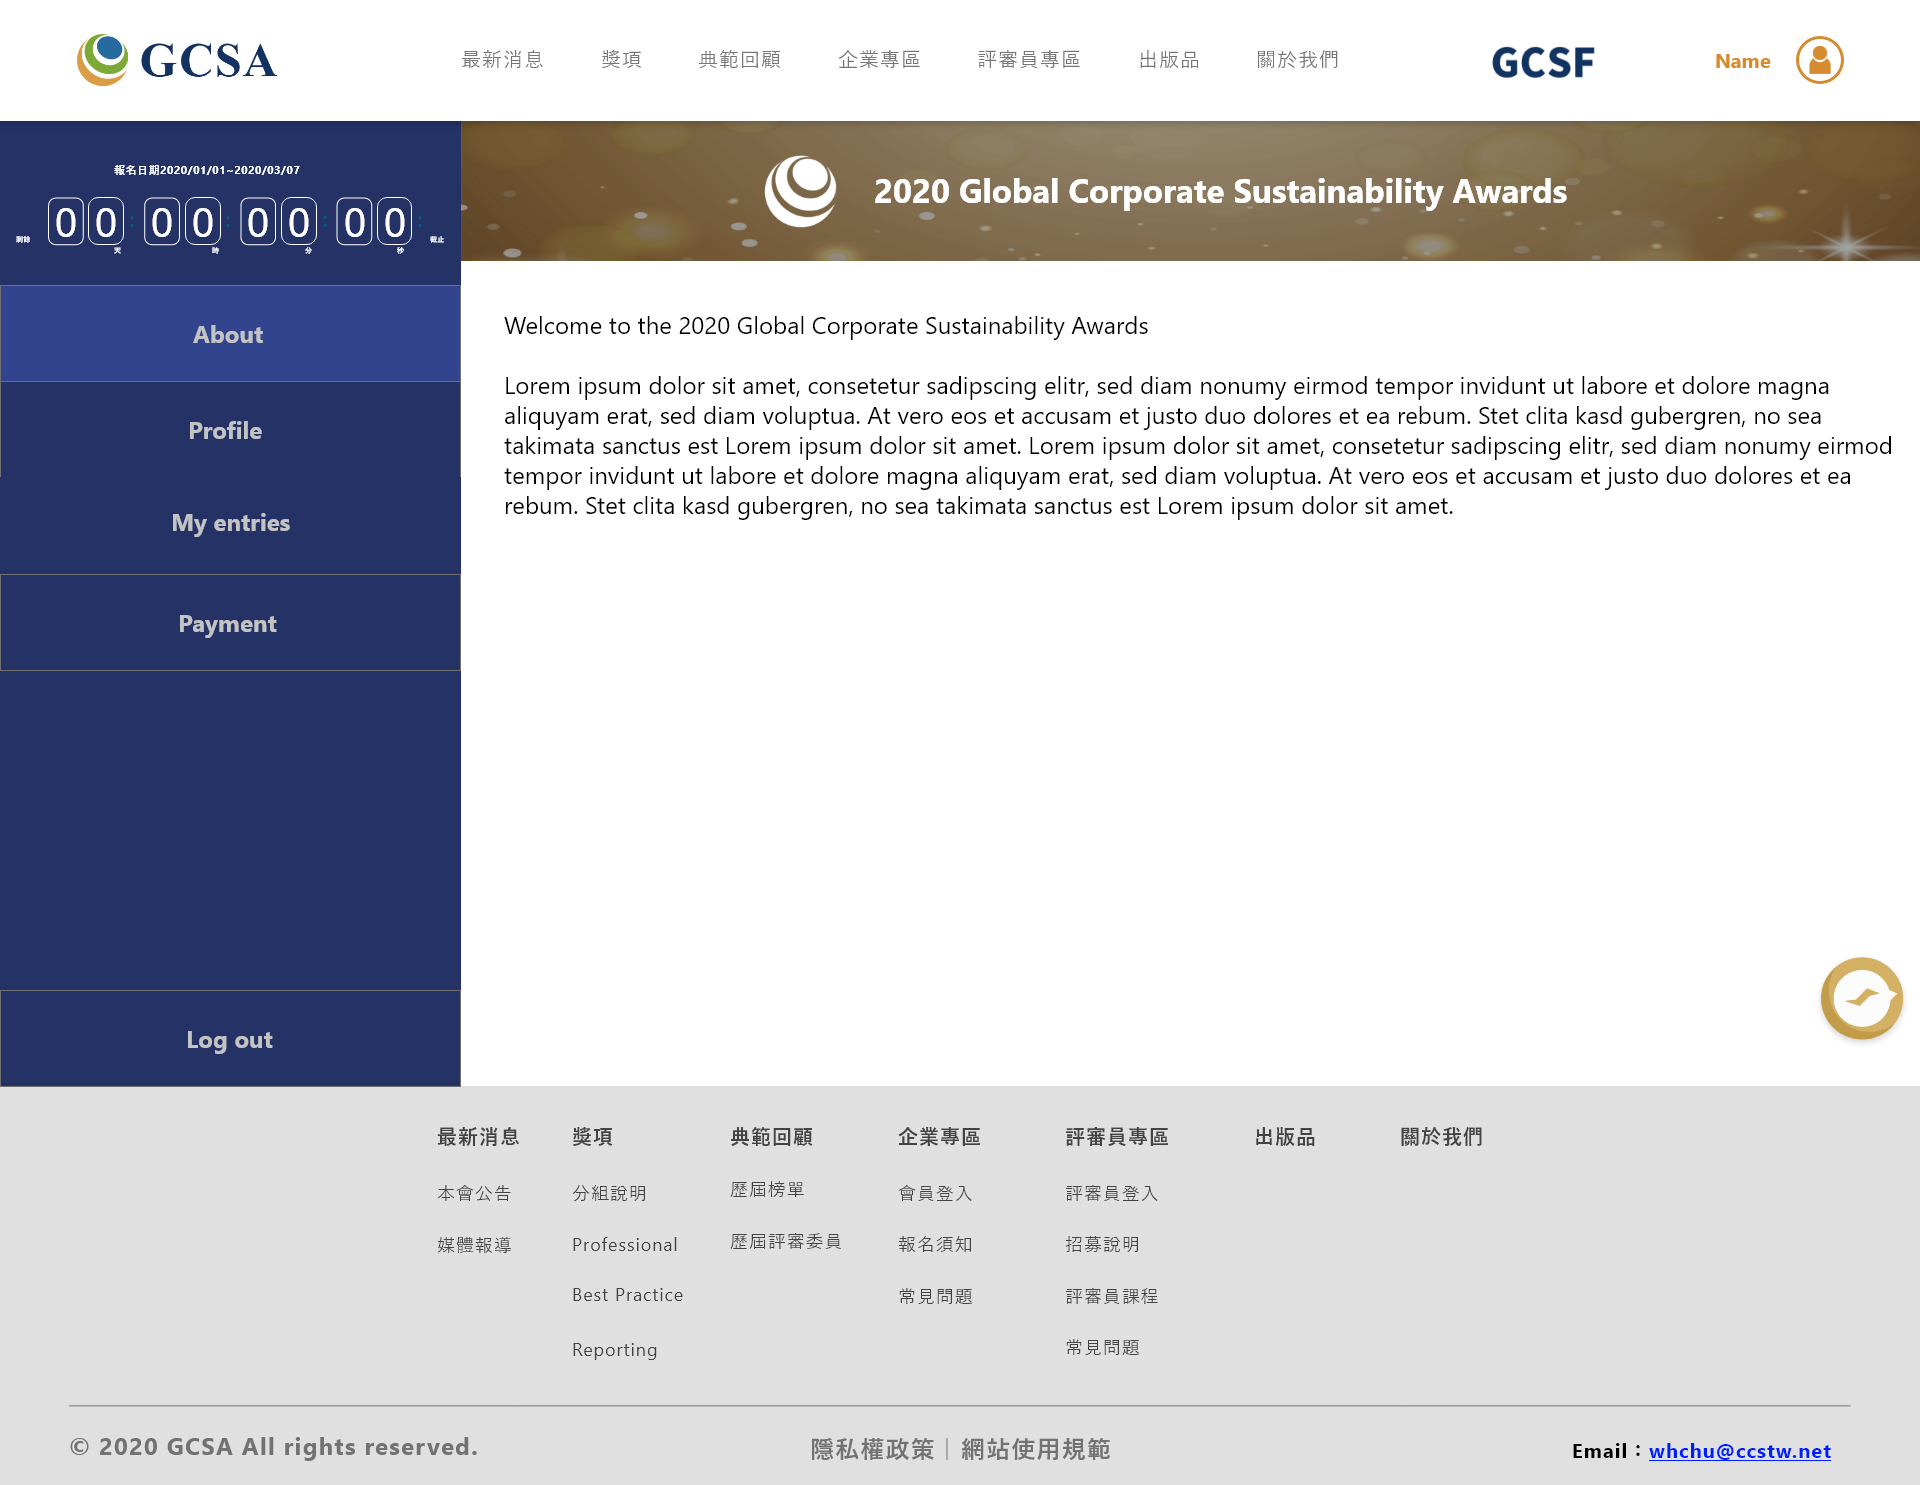 GCSA
最新消息 獎項 典範回顧 企業專區 評審員專區 出版品 關於我們
GCSF
Name
報名日期2020/01/01~2020/03/07
剩餘 00: 00: 00: 00: 截止
天 時 分 秒
About
Profile
My entries
Payment
Log out
2020 Global Corporate Sustainability Awards
Welcome to the 2020 Global Corporate Sustainability Awards
Lorem ipsum dolor sit amet, consetetur sadipscing elitr, sed diam nonumy eirmod tempor invidunt ut labore et dolore magna
aliquyam erat, sed diam voluptua. At vero eos et accusam et justo duo dolores et ea rebum. Stet clita kasd gubergren, no sea
takimata sanctus est Lorem ipsum dolor sit amet. Lorem ipsum dolor sit amet, consetetur sadipscing elitr, sed diam nonumy eirmod
tempor invidunt ut labore et dolore magna aliquyam erat, sed diam voluptua. At vero eos et accusam et justo duo dolores et ea
rebum. Stet clita kasd gubergren, no sea takimata sanctus est Lorem ipsum dolor sit amet.
最新消息
本會公告
媒體報導
獎項
分組說明
Professional
Best Practice
Reporting
典範回顧
歷屆榜單
歷屆評審委員
企業專區
會員登入
報名須知
常見問題
評審員專區
評審員登入
招募說明
評審員課程
常見問題
出版品
關於我們
© 2020 GCSA All rights reserved.
隱私權政策｜網站使用規範
Email：whchu@ccstw.net